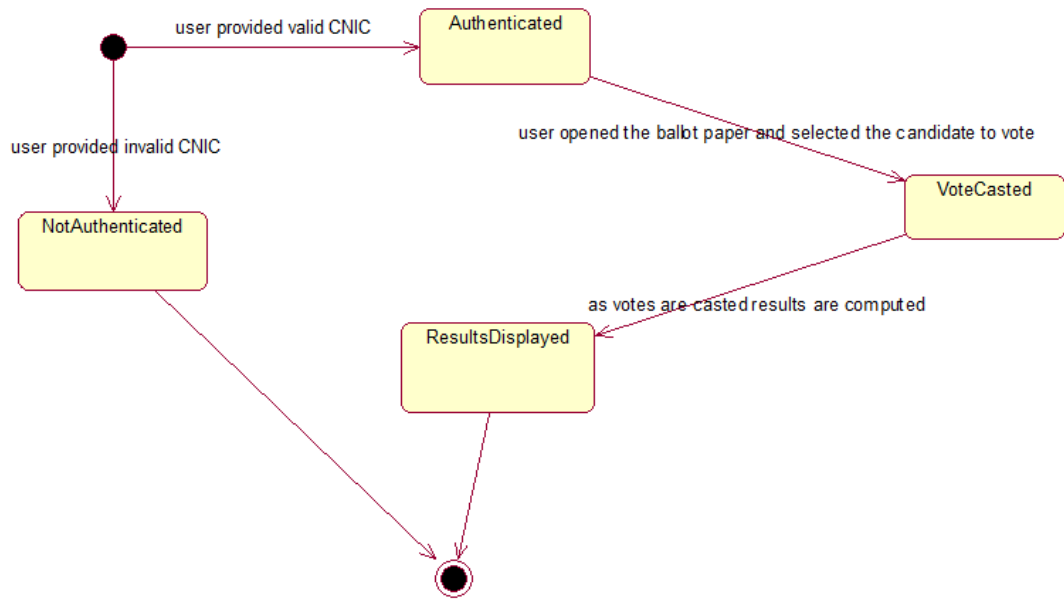 user provided valid CNIC
Authenticated
user opened the ballot paper and selected the candidate to vote
user provided invalid CNIC
VoteCasted
NotAuthenticated
as votes are casted results are computed
ResultsDisplayed